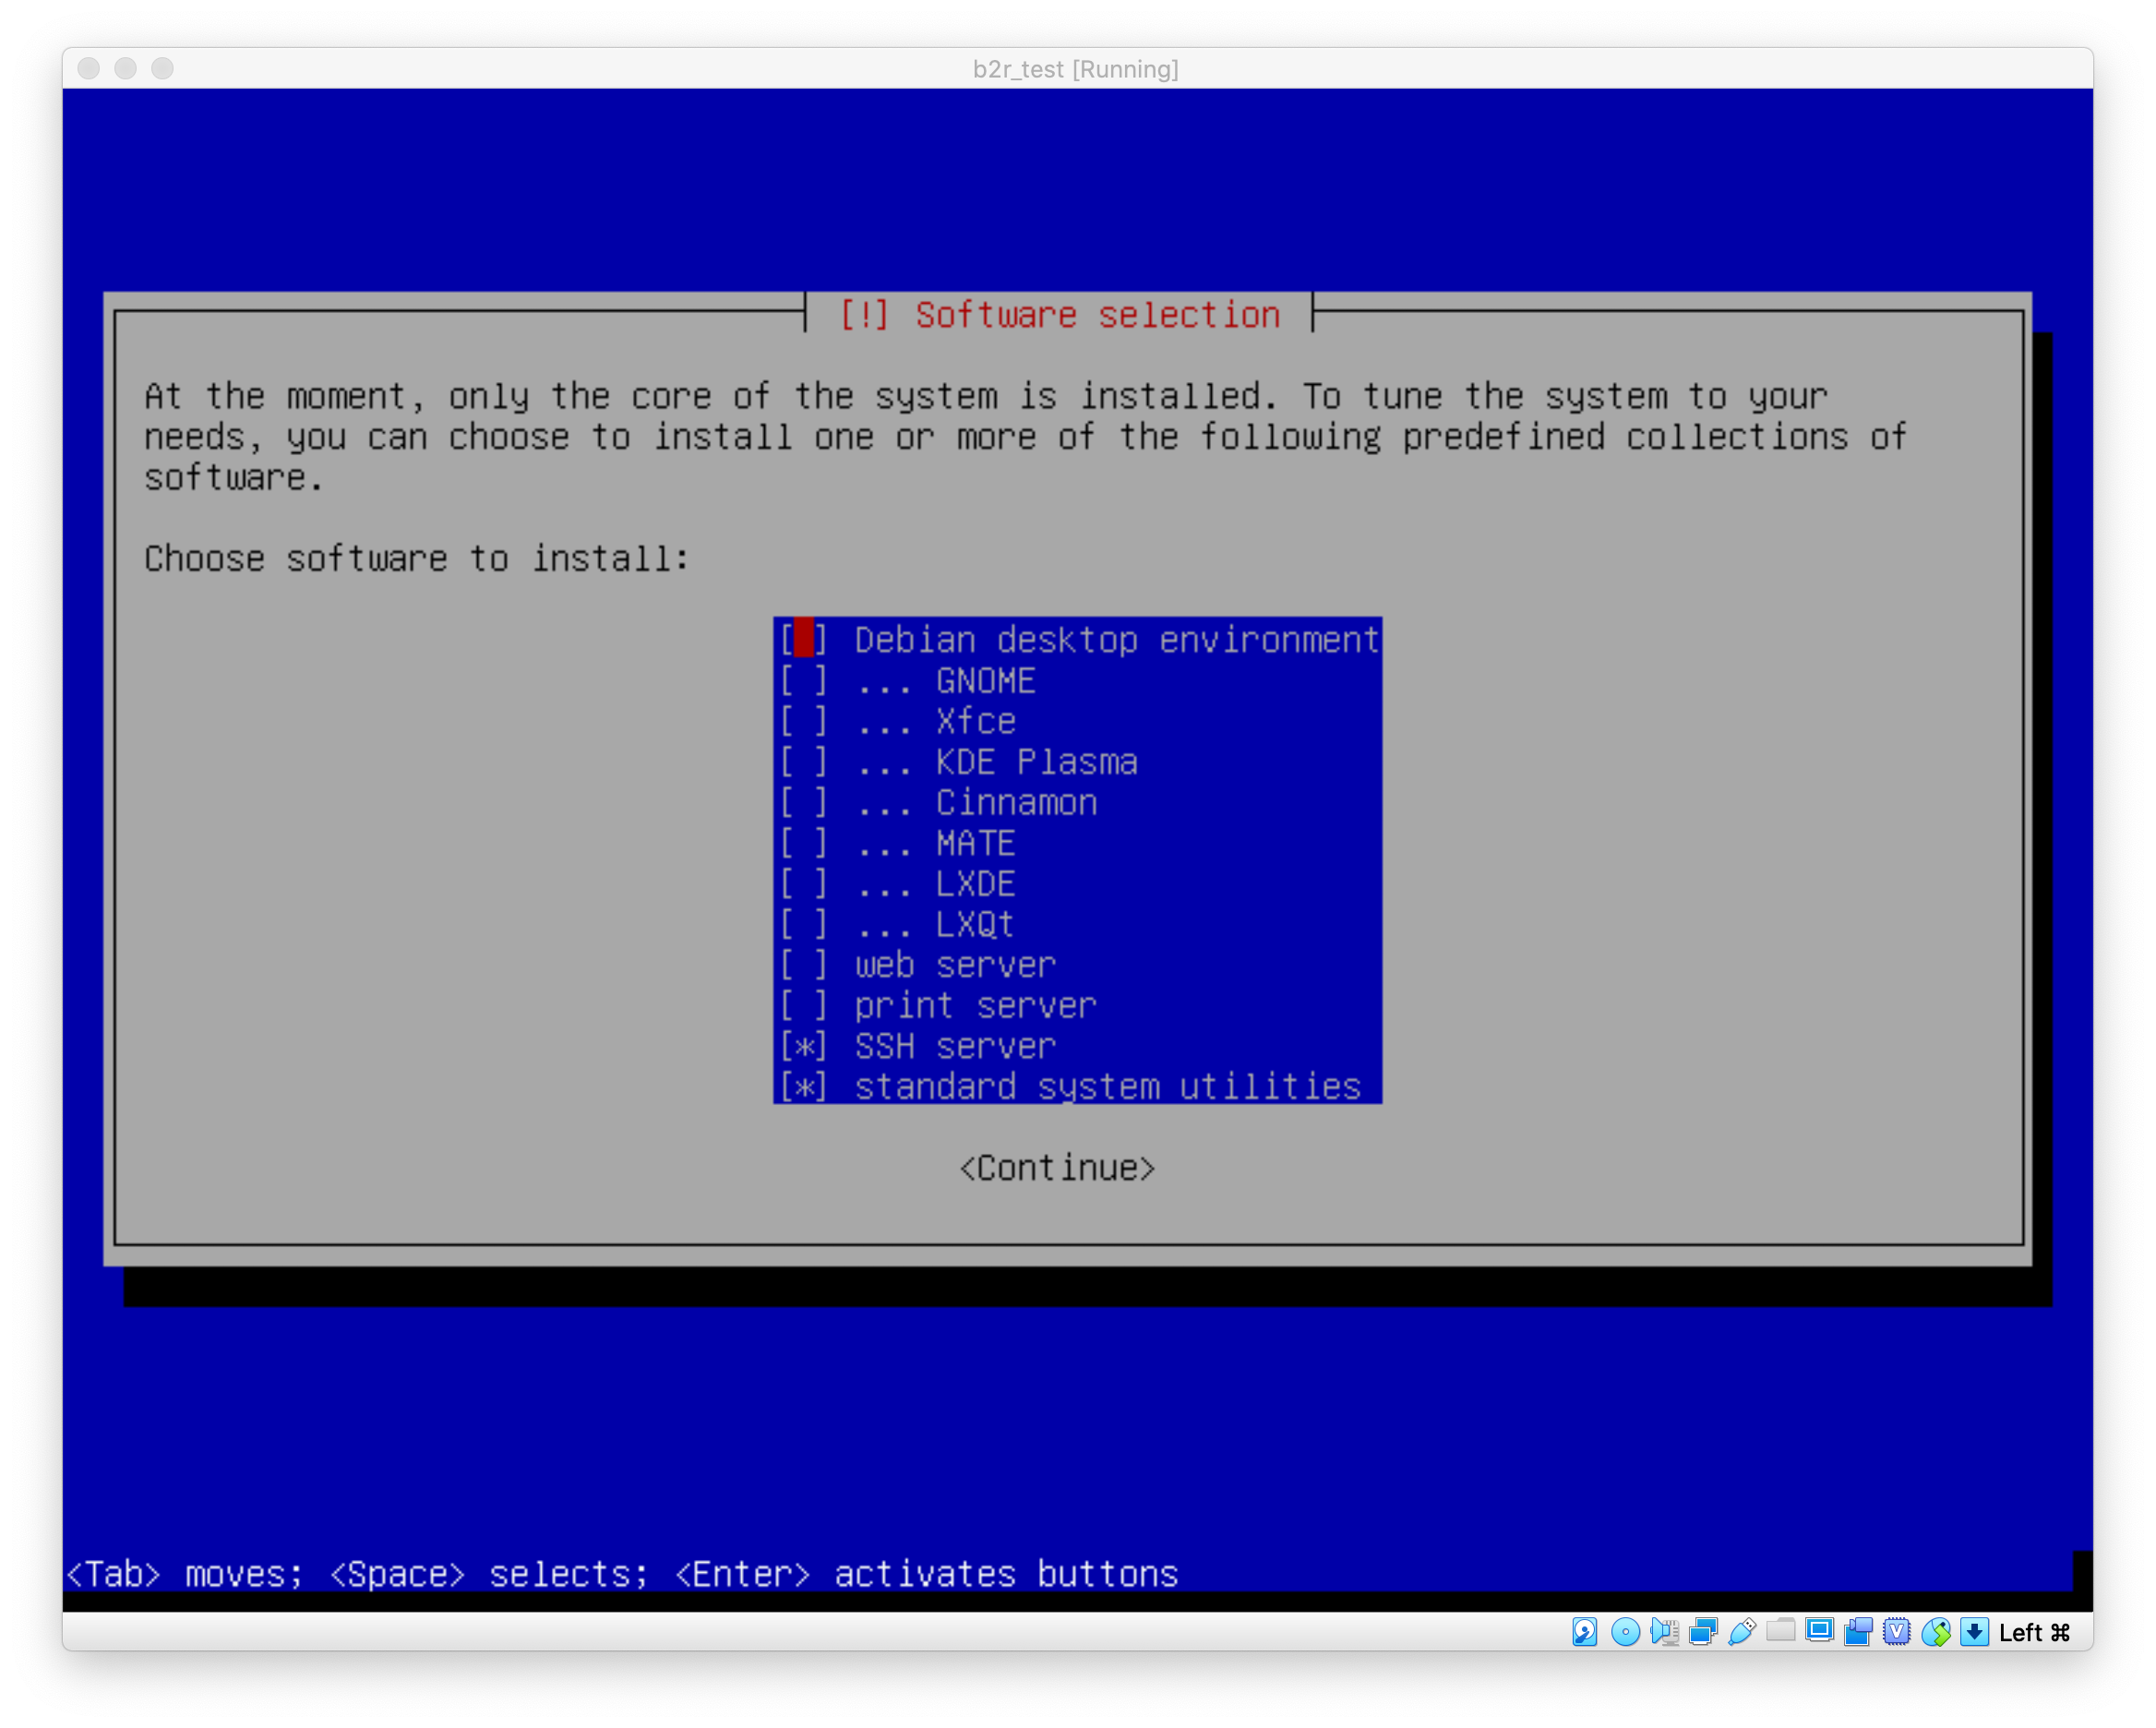 b2r_test [Running]
[!] Software selection
At the moment, only the core of the system is installed. To tune the system to your
needs, you can choose to install one or more of the following predefined collections of
software.
Choose software to install:
[ ] Debian desktop environment
[ ] ... GNOME
[ ] ... Xfce
[ ] ... KDE Plasma
[ ] ... Cinnamon
[ ] ... MATE
[ ] ... LXDE
[ ] ... LXQt
[ ] web server
[ ] print server
[*] SSH server
[*] standard system utilities
<Continue>
<Tab> moves; <Space> selects; <Enter> activates buttons
Left ⌘